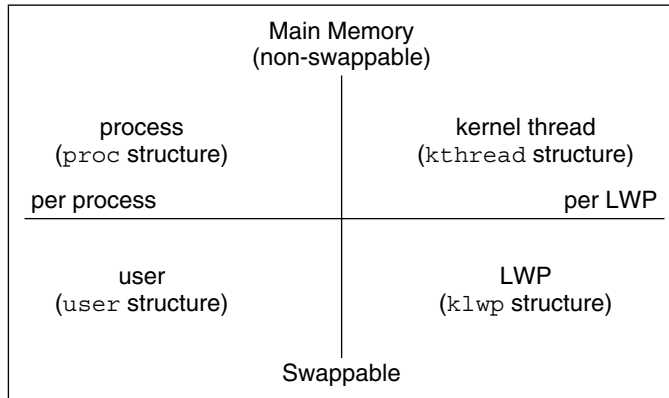 Main Memory
(non-swappable)
process
(proc structure)
kernel thread
(kthread structure)
per process
per LWP
user
(user structure)
LWP
(klwp structure)
Swappable